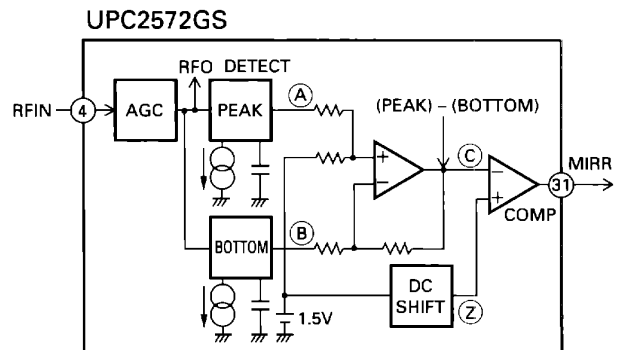 UPC2572GS
RFO DETECT
RFIN 4 AGC PEAK A
(PEAK) – (BOTTOM)
+
–
C
–
+
COMP
31 MIRR
BOTTOM B
DC
SHIFT
Z
1.5V